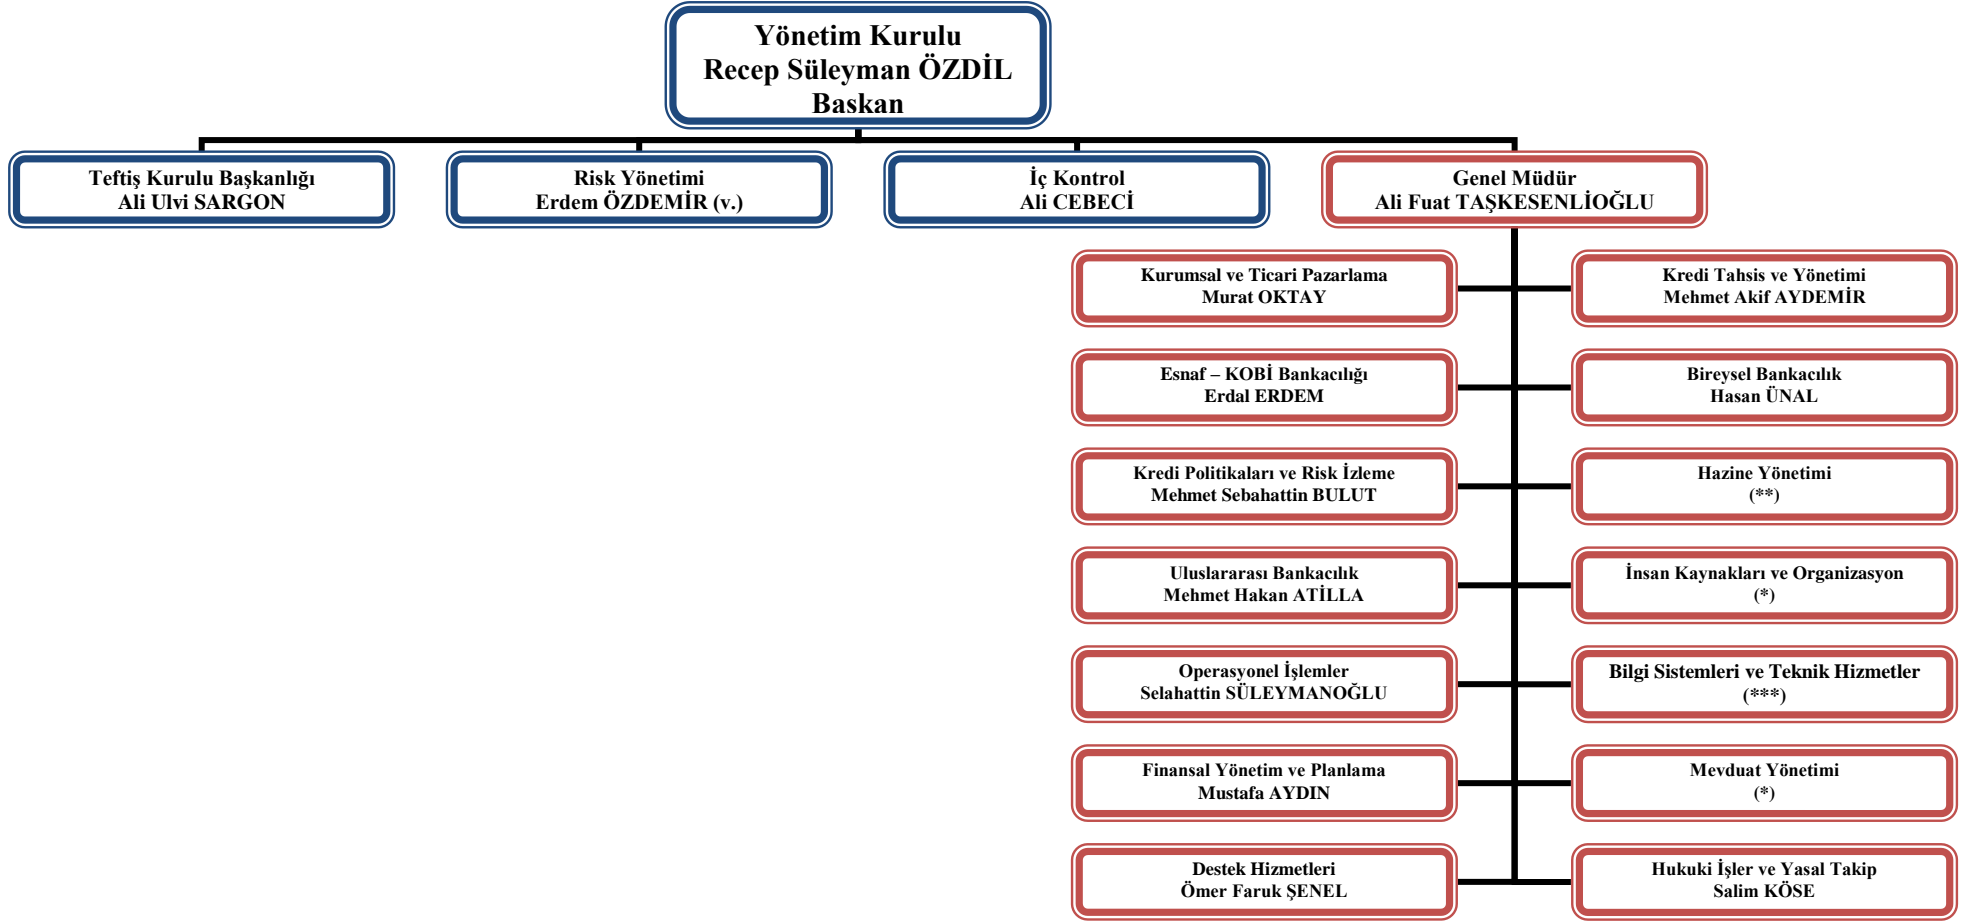 Yönetim Kurulu
Recep Süleyman ÖZDİL
Baskan
Teftiş Kurulu Başkanlığı
Ali Ulvi SARGON
Risk Yönetimi
Erdem ÖZDEMİR (v.)
İç Kontrol
Ali CEBECİ
Genel Müdür
Ali Fuat TAŞKESENLİOĞLU
Kurumsal ve Ticari Pazarlama
Murat OKTAY
Kredi Tahsis ve Yönetimi
Mehmet Akif AYDEMİR
Esnaf – KOBİ Bankacılığı
Erdal ERDEM
Bireysel Bankacılık
Hasan ÜNAL
Kredi Politikaları ve Risk İzleme
Mehmet Sebahattin BULUT
Hazine Yönetimi
(**)
Uluslararası Bankacılık
Mehmet Hakan ATİLLA
İnsan Kaynakları ve Organizasyon
(*)
Operasyonel İşlemler
Selahattin SÜLEYMANOĞLU
Bilgi Sistemleri ve Teknik Hizmetler
(***)
Finansal Yönetim ve Planlama
Mustafa AYDIN
Mevduat Yönetimi
(*)
Destek Hizmetleri
Ömer Faruk ŞENEL
Hukuki İşler ve Yasal Takip
Salim KÖSE